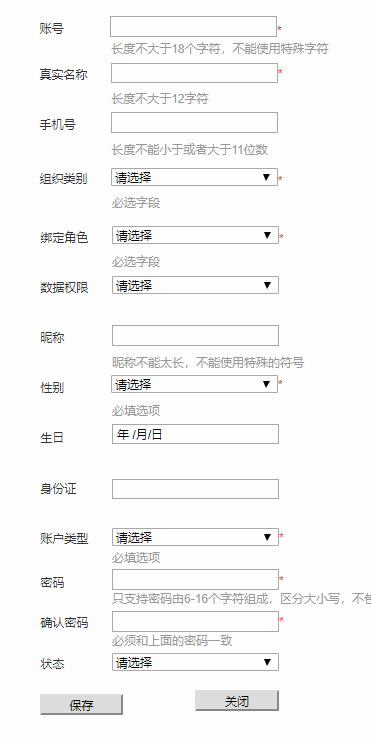 账号 *
长度不大于18个字符，不能使用特殊字符
真实名称 *
长度不大于12字符
手机号
长度不能小于或者大于11位数
组织类别 请选择 ▼ *
必选字段
绑定角色 请选择 ▼ *
必选字段
数据权限 请选择 ▼
昵称
昵称不能太长，不能使用特殊的符号
性别 请选择 ▼ *
必填选项
生日 年 /月/日
身份证
账户类型 请选择 ▼ *
必填选项
密码 *
只支持密码由6-16个字符组成，区分大小写，不包
确认密码 *
必须和上面的密码一致
状态 请选择 ▼
保存 关闭